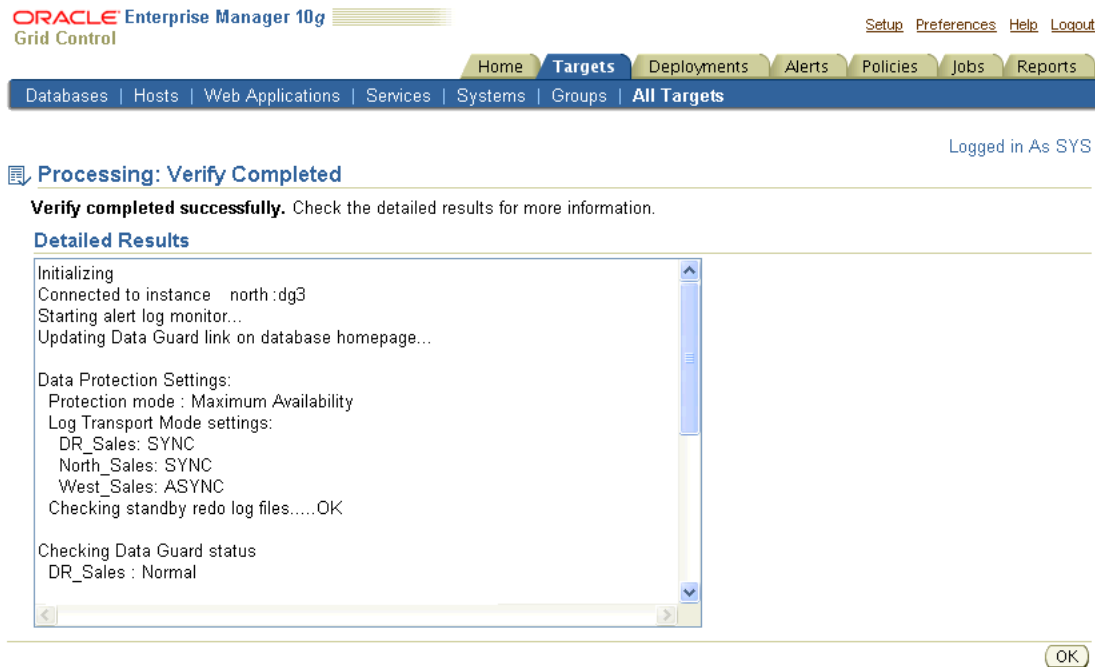 ORACLE Enterprise Manager 10g
Grid Control
Setup Preferences Help Logout
Home Targets Deployments Alerts Policies Jobs Reports
Databases | Hosts | Web Applications | Services | Systems | Groups | All Targets
Logged in As SYS
Processing: Verify Completed
Verify completed successfully. Check the detailed results for more information.
Detailed Results
Initializing
Connected to instance north:dg3
Starting alert log monitor...
Updating Data Guard link on database homepage...
Data Protection Settings:
Protection mode : Maximum Availability
Log Transport Mode settings:
DR_Sales: SYNC
North_Sales: SYNC
West_Sales: ASYNC
Checking standby redo log files.....OK
Checking Data Guard status
DR_Sales : Normal
OK